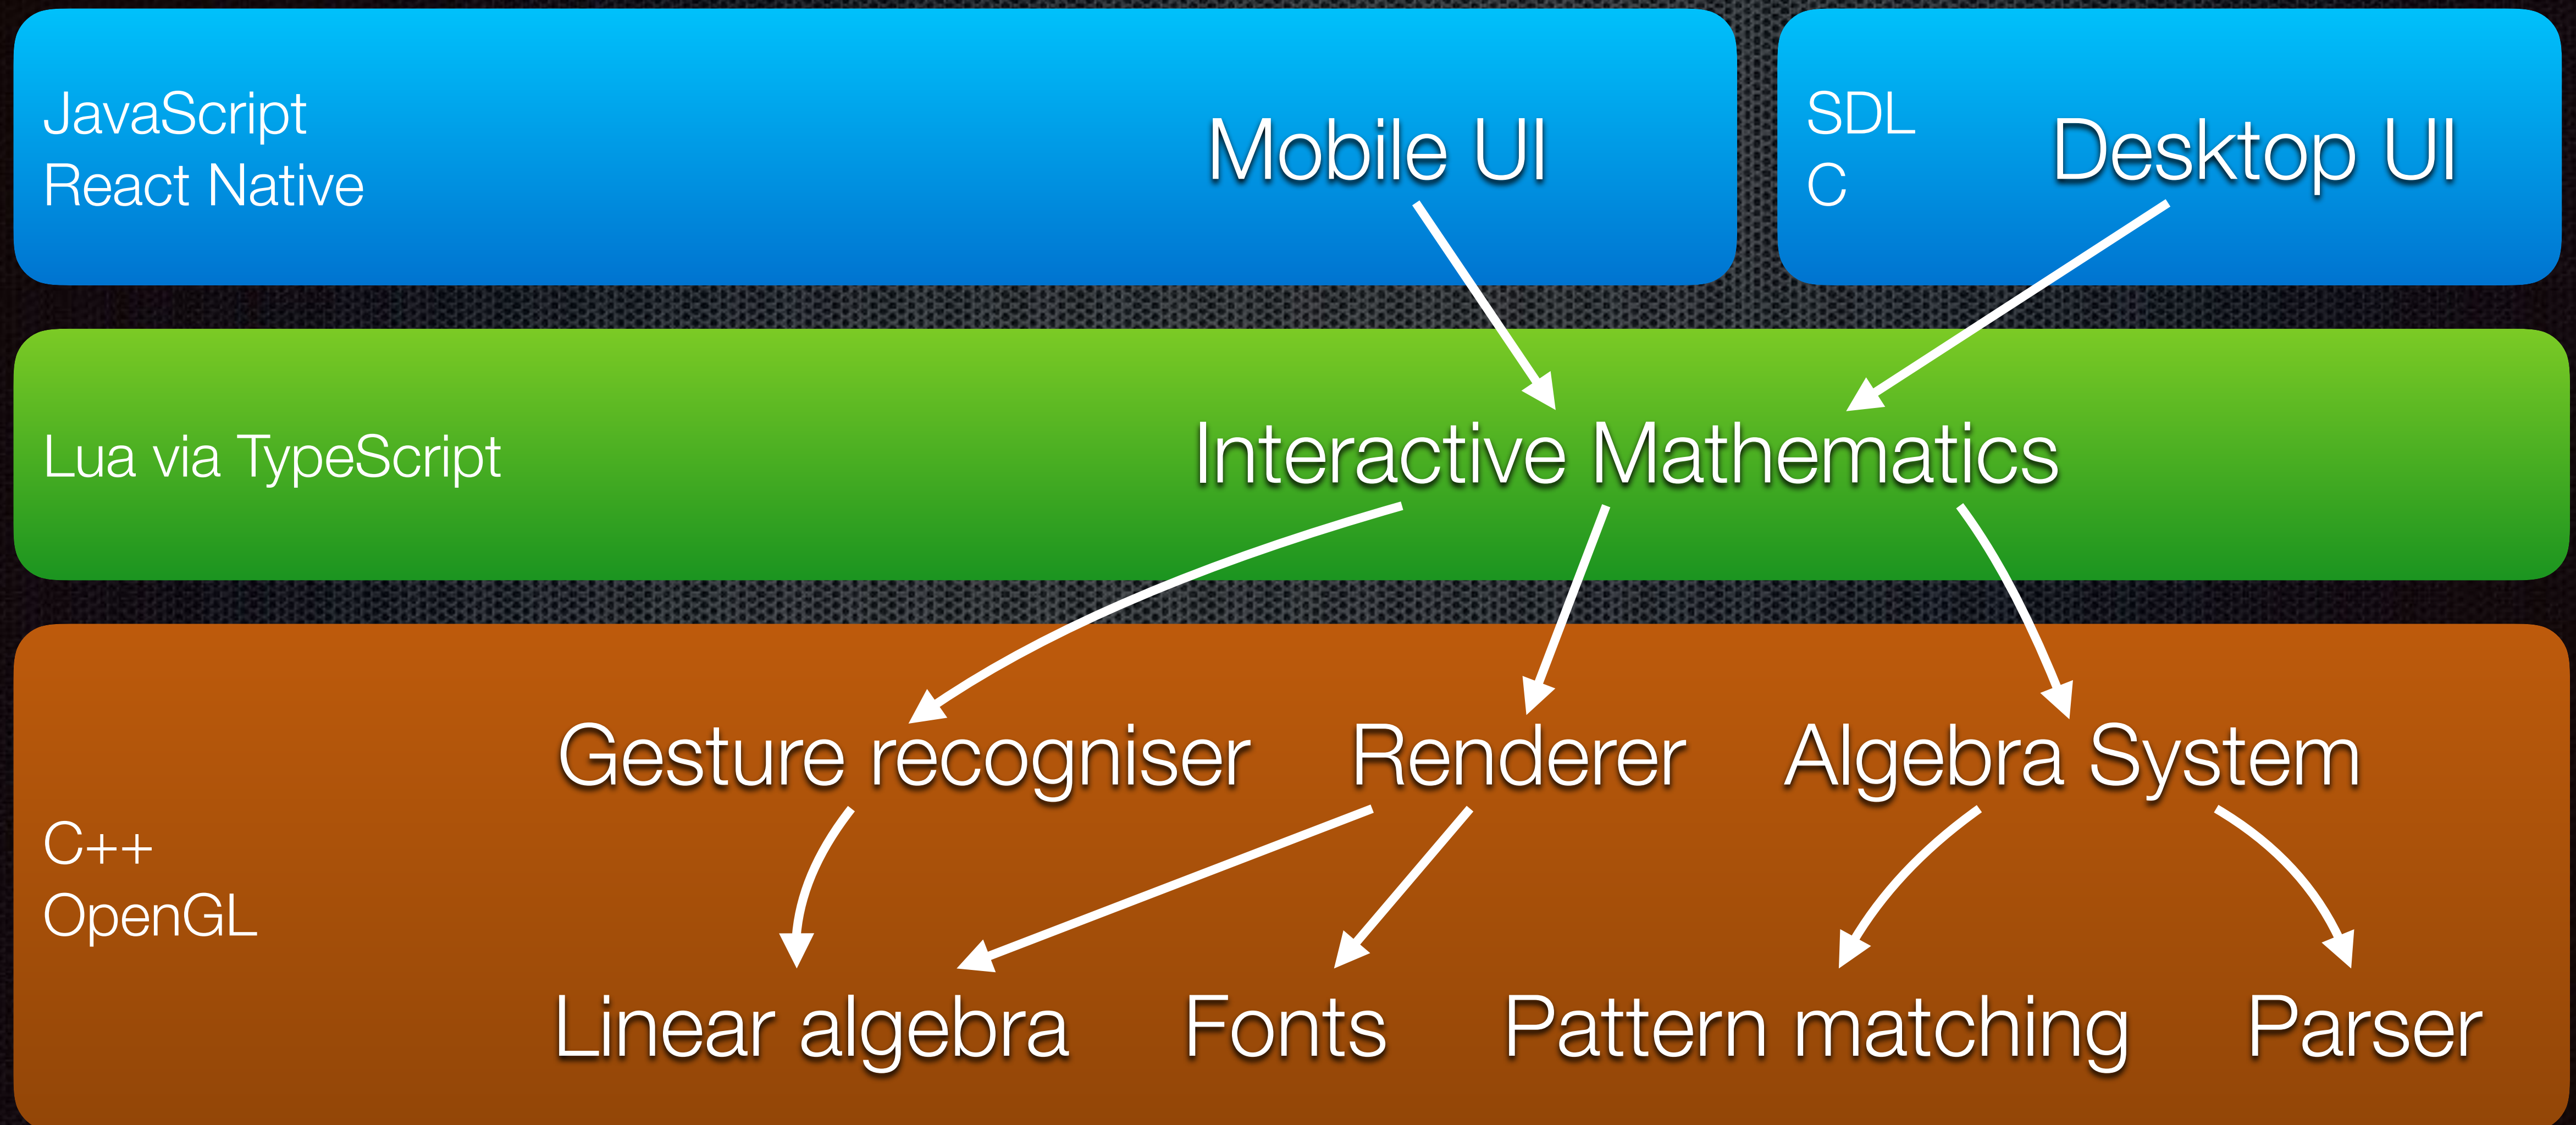 JavaScript
React Native
Mobile UI
SDL
C
Desktop UI
Lua via TypeScript
Interactive Mathematics
C++
OpenGL
Gesture recogniser
Renderer
Algebra System
Linear algebra
Fonts
Pattern matching
Parser